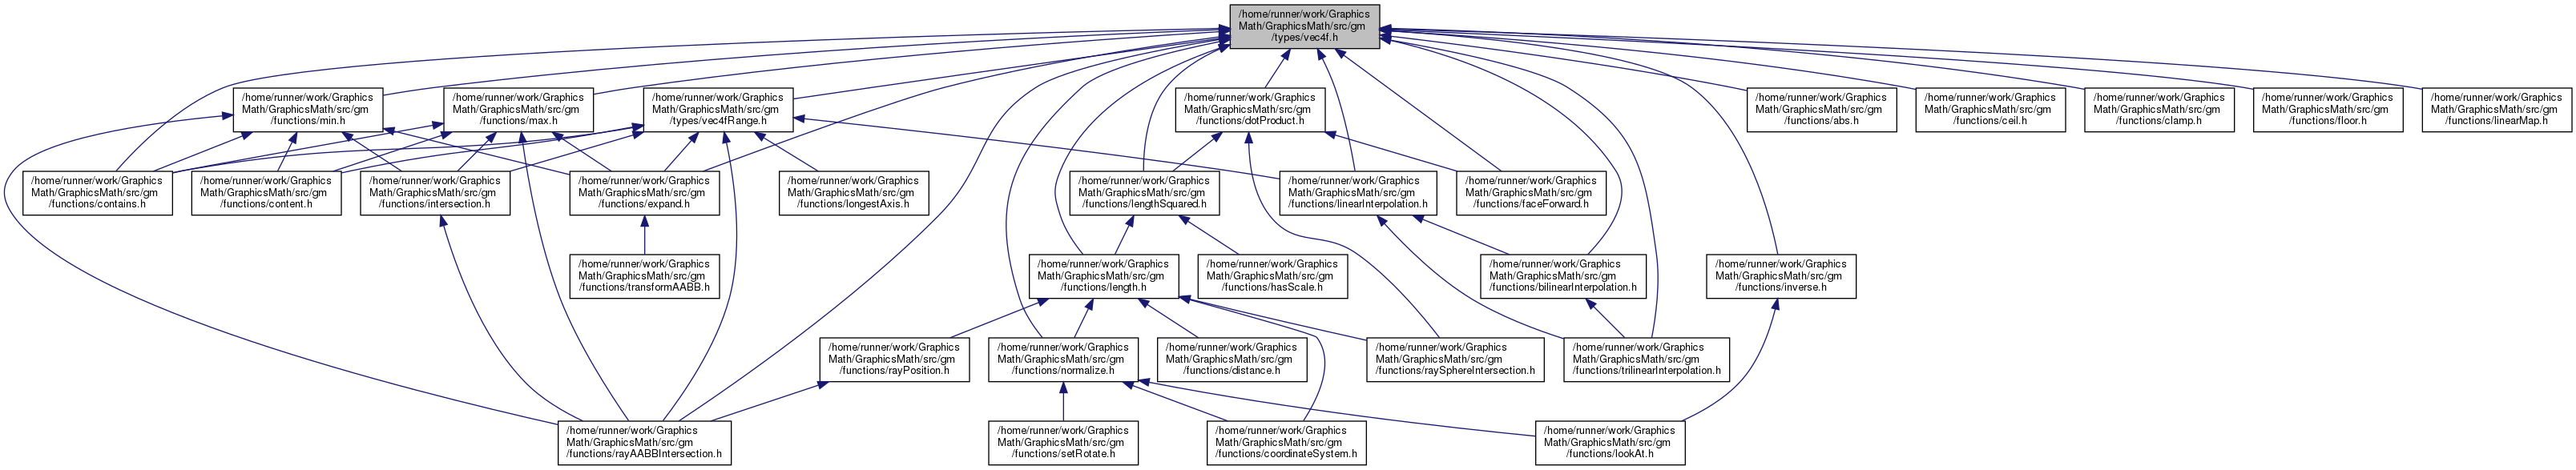 /home/runner/work/Graphics
Math/GraphicsMath/src/gm
/types/vec4f.h
/home/runner/work/Graphics
Math/GraphicsMath/src/gm
/functions/min.h
/home/runner/work/Graphics
Math/GraphicsMath/src/gm
/functions/max.h
/home/runner/work/Graphics
Math/GraphicsMath/src/gm
/types/vec4fRange.h
/home/runner/work/Graphics
Math/GraphicsMath/src/gm
/functions/dotProduct.h
/home/runner/work/Graphics
Math/GraphicsMath/src/gm
/functions/abs.h
/home/runner/work/Graphics
Math/GraphicsMath/src/gm
/functions/ceil.h
/home/runner/work/Graphics
Math/GraphicsMath/src/gm
/functions/clamp.h
/home/runner/work/Graphics
Math/GraphicsMath/src/gm
/functions/floor.h
/home/runner/work/Graphics
Math/GraphicsMath/src/gm
/functions/linearMap.h
/home/runner/work/Graphics
Math/GraphicsMath/src/gm
/functions/contains.h
/home/runner/work/Graphics
Math/GraphicsMath/src/gm
/functions/content.h
/home/runner/work/Graphics
Math/GraphicsMath/src/gm
/functions/intersection.h
/home/runner/work/Graphics
Math/GraphicsMath/src/gm
/functions/expand.h
/home/runner/work/Graphics
Math/GraphicsMath/src/gm
/functions/longestAxis.h
/home/runner/work/Graphics
Math/GraphicsMath/src/gm
/functions/lengthSquared.h
/home/runner/work/Graphics
Math/GraphicsMath/src/gm
/functions/linearInterpolation.h
/home/runner/work/Graphics
Math/GraphicsMath/src/gm
/functions/faceForward.h
/home/runner/work/Graphics
Math/GraphicsMath/src/gm
/functions/transformAABB.h
/home/runner/work/Graphics
Math/GraphicsMath/src/gm
/functions/length.h
/home/runner/work/Graphics
Math/GraphicsMath/src/gm
/functions/hasScale.h
/home/runner/work/Graphics
Math/GraphicsMath/src/gm
/functions/bilinearInterpolation.h
/home/runner/work/Graphics
Math/GraphicsMath/src/gm
/functions/inverse.h
/home/runner/work/Graphics
Math/GraphicsMath/src/gm
/functions/rayPosition.h
/home/runner/work/Graphics
Math/GraphicsMath/src/gm
/functions/normalize.h
/home/runner/work/Graphics
Math/GraphicsMath/src/gm
/functions/distance.h
/home/runner/work/Graphics
Math/GraphicsMath/src/gm
/functions/raySphereIntersection.h
/home/runner/work/Graphics
Math/GraphicsMath/src/gm
/functions/trilinearInterpolation.h
/home/runner/work/Graphics
Math/GraphicsMath/src/gm
/functions/rayAABBIntersection.h
/home/runner/work/Graphics
Math/GraphicsMath/src/gm
/functions/setRotate.h
/home/runner/work/Graphics
Math/GraphicsMath/src/gm
/functions/coordinateSystem.h
/home/runner/work/Graphics
Math/GraphicsMath/src/gm
/functions/lookAt.h